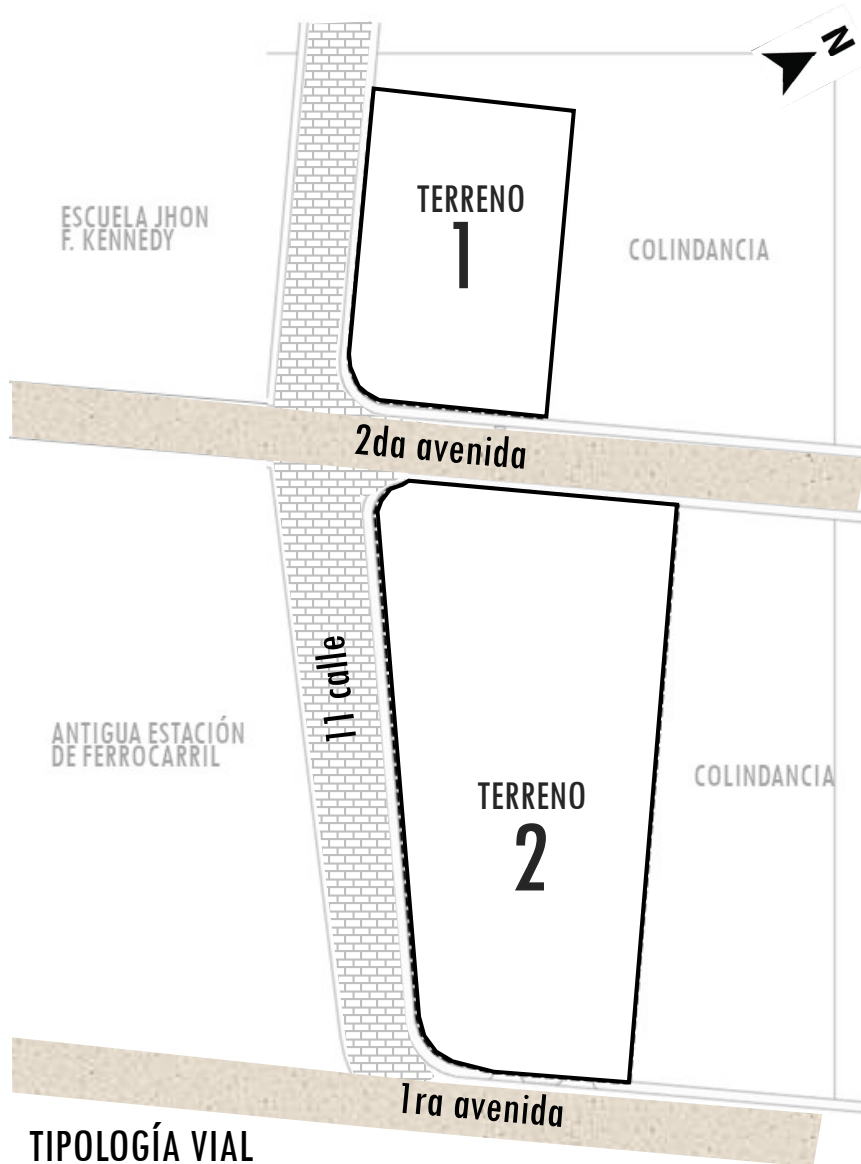 N
TERRENO
1
ESCUELA JHON
F. KENNEDY
COLINDANCIA
2da avenida
11 calle
ANTIGUA ESTACIÓN
DE FERROCARRIL
TERRENO
2
COLINDANCIA
1ra avenida
TIPOLOGÍA VIAL